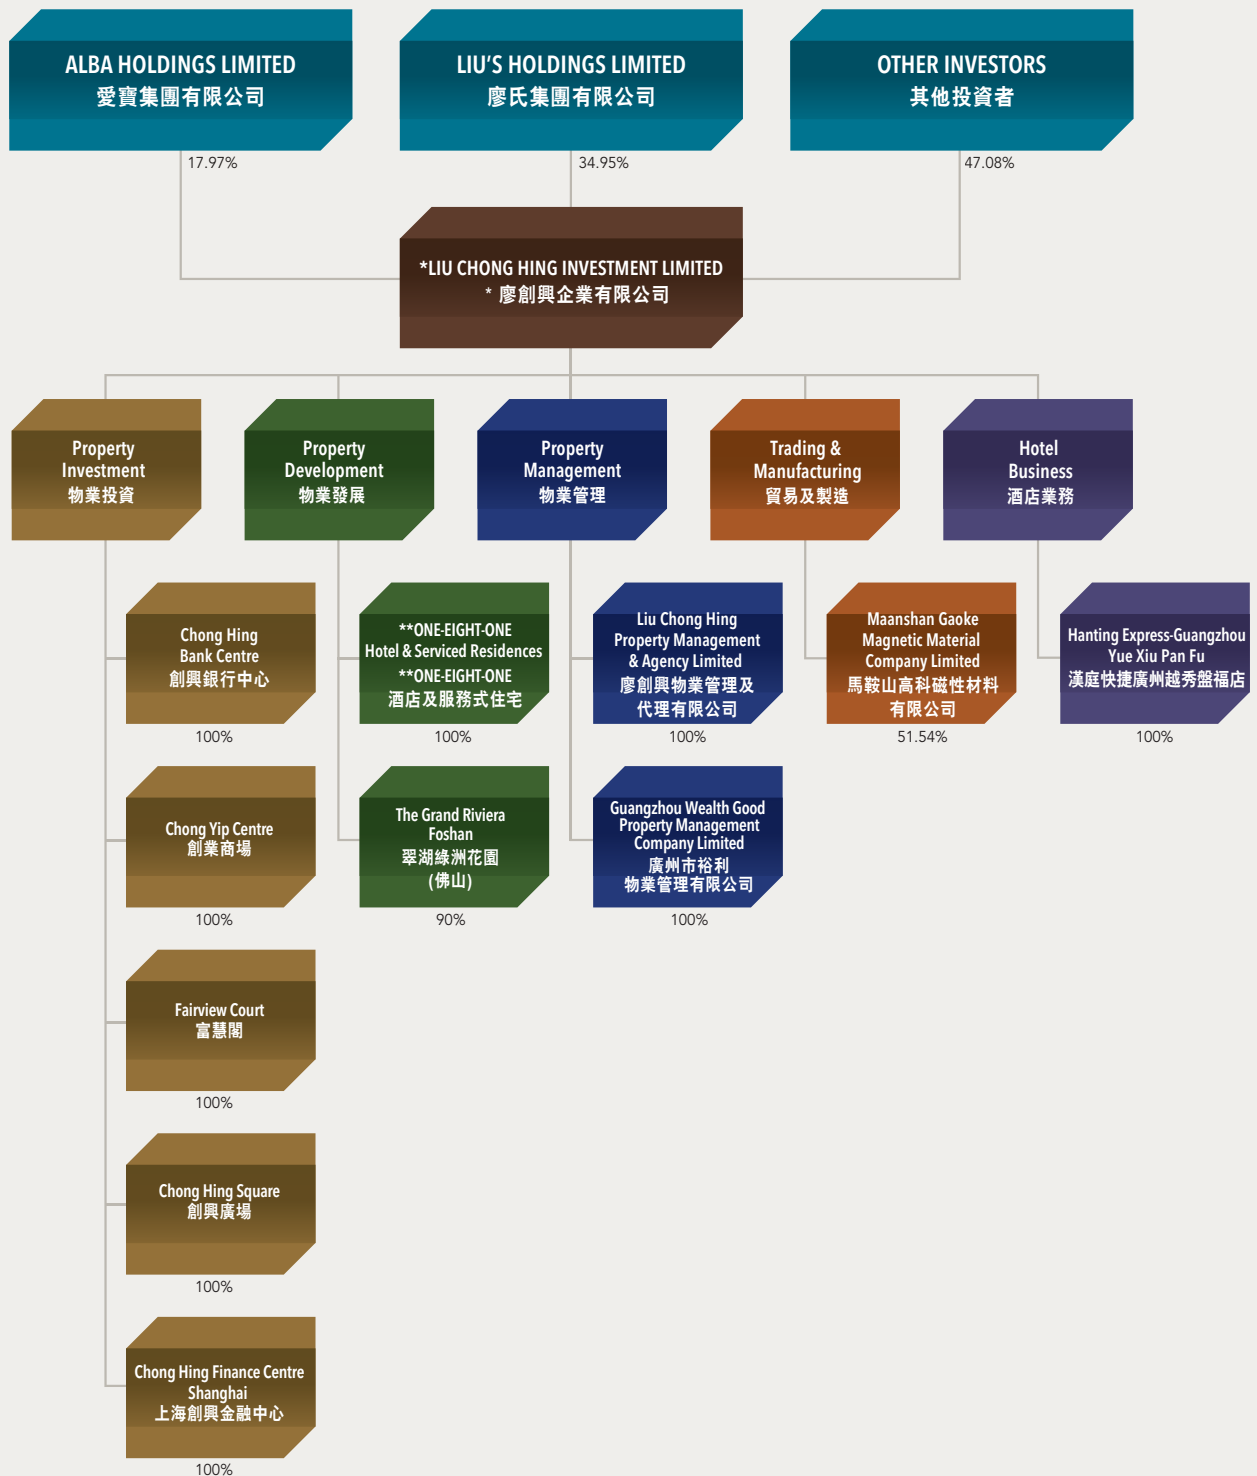 ALBA HOLDINGS LIMITED
愛寶集團有限公司
LIU'S HOLDINGS LIMITED
廖氏集團有限公司
OTHER INVESTORS
其他投資者
17.97%
34.95%
47.08%
*LIU CHONG HING INVESTMENT LIMITED
* 廖創興企業有限公司
Property
Investment
物業投資
Property
Development
物業發展
Property
Management
物業管理
Trading &
Manufacturing
貿易及製造
Hotel
Business
酒店業務
Chong Hing
Bank Centre
創興銀行中心
100%
**ONE-EIGHT-ONE
Hotel & Serviced Residences
**ONE-EIGHT-ONE
酒店及服務式住宅
100%
Liu Chong Hing
Property Management
& Agency Limited
廖創興物業管理及
代理有限公司
100%
Maanshan Gaoke
Magnetic Material
Company Limited
馬鞍山高科磁性材料
有限公司
51.54%
Hanting Express-Guangzhou
Yue Xiu Pan Fu
漢庭快捷廣州越秀盤福店
100%
Chong Yip Centre
創業商場
100%
The Grand Riviera
Foshan
翠湖綠洲花園
(佛山)
90%
Guangzhou Wealth Good
Property Management
Company Limited
廣州市裕利
物業管理有限公司
100%
Fairview Court
富慧閣
100%
Chong Hing Square
創興廣場
100%
Chong Hing Finance Centre
Shanghai
上海創興金融中心
100%